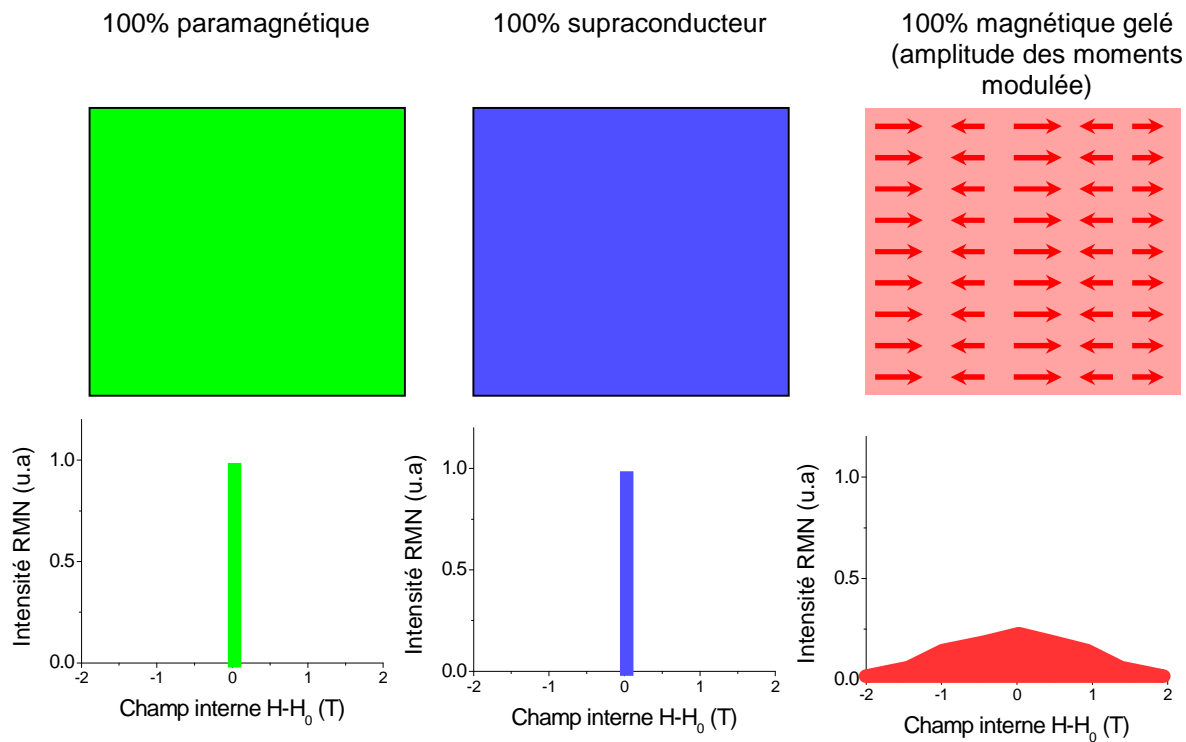 100% paramagnétique
100% supraconducteur
100% magnétique gelé
(amplitude des moments
modulée)
Intensité RMN (u.a)
1.0
0.5
0.0
-2 -1 0 1 2
Champ interne H-H0 (T)
Intensité RMN (u.a)
1.0
0.5
0.0
-2 -1 0 1 2
Champ interne H-H0 (T)
Intensité RMN (u.a)
1.0
0.5
0.0
-2 -1 0 1 2
Champ interne H-H0 (T)